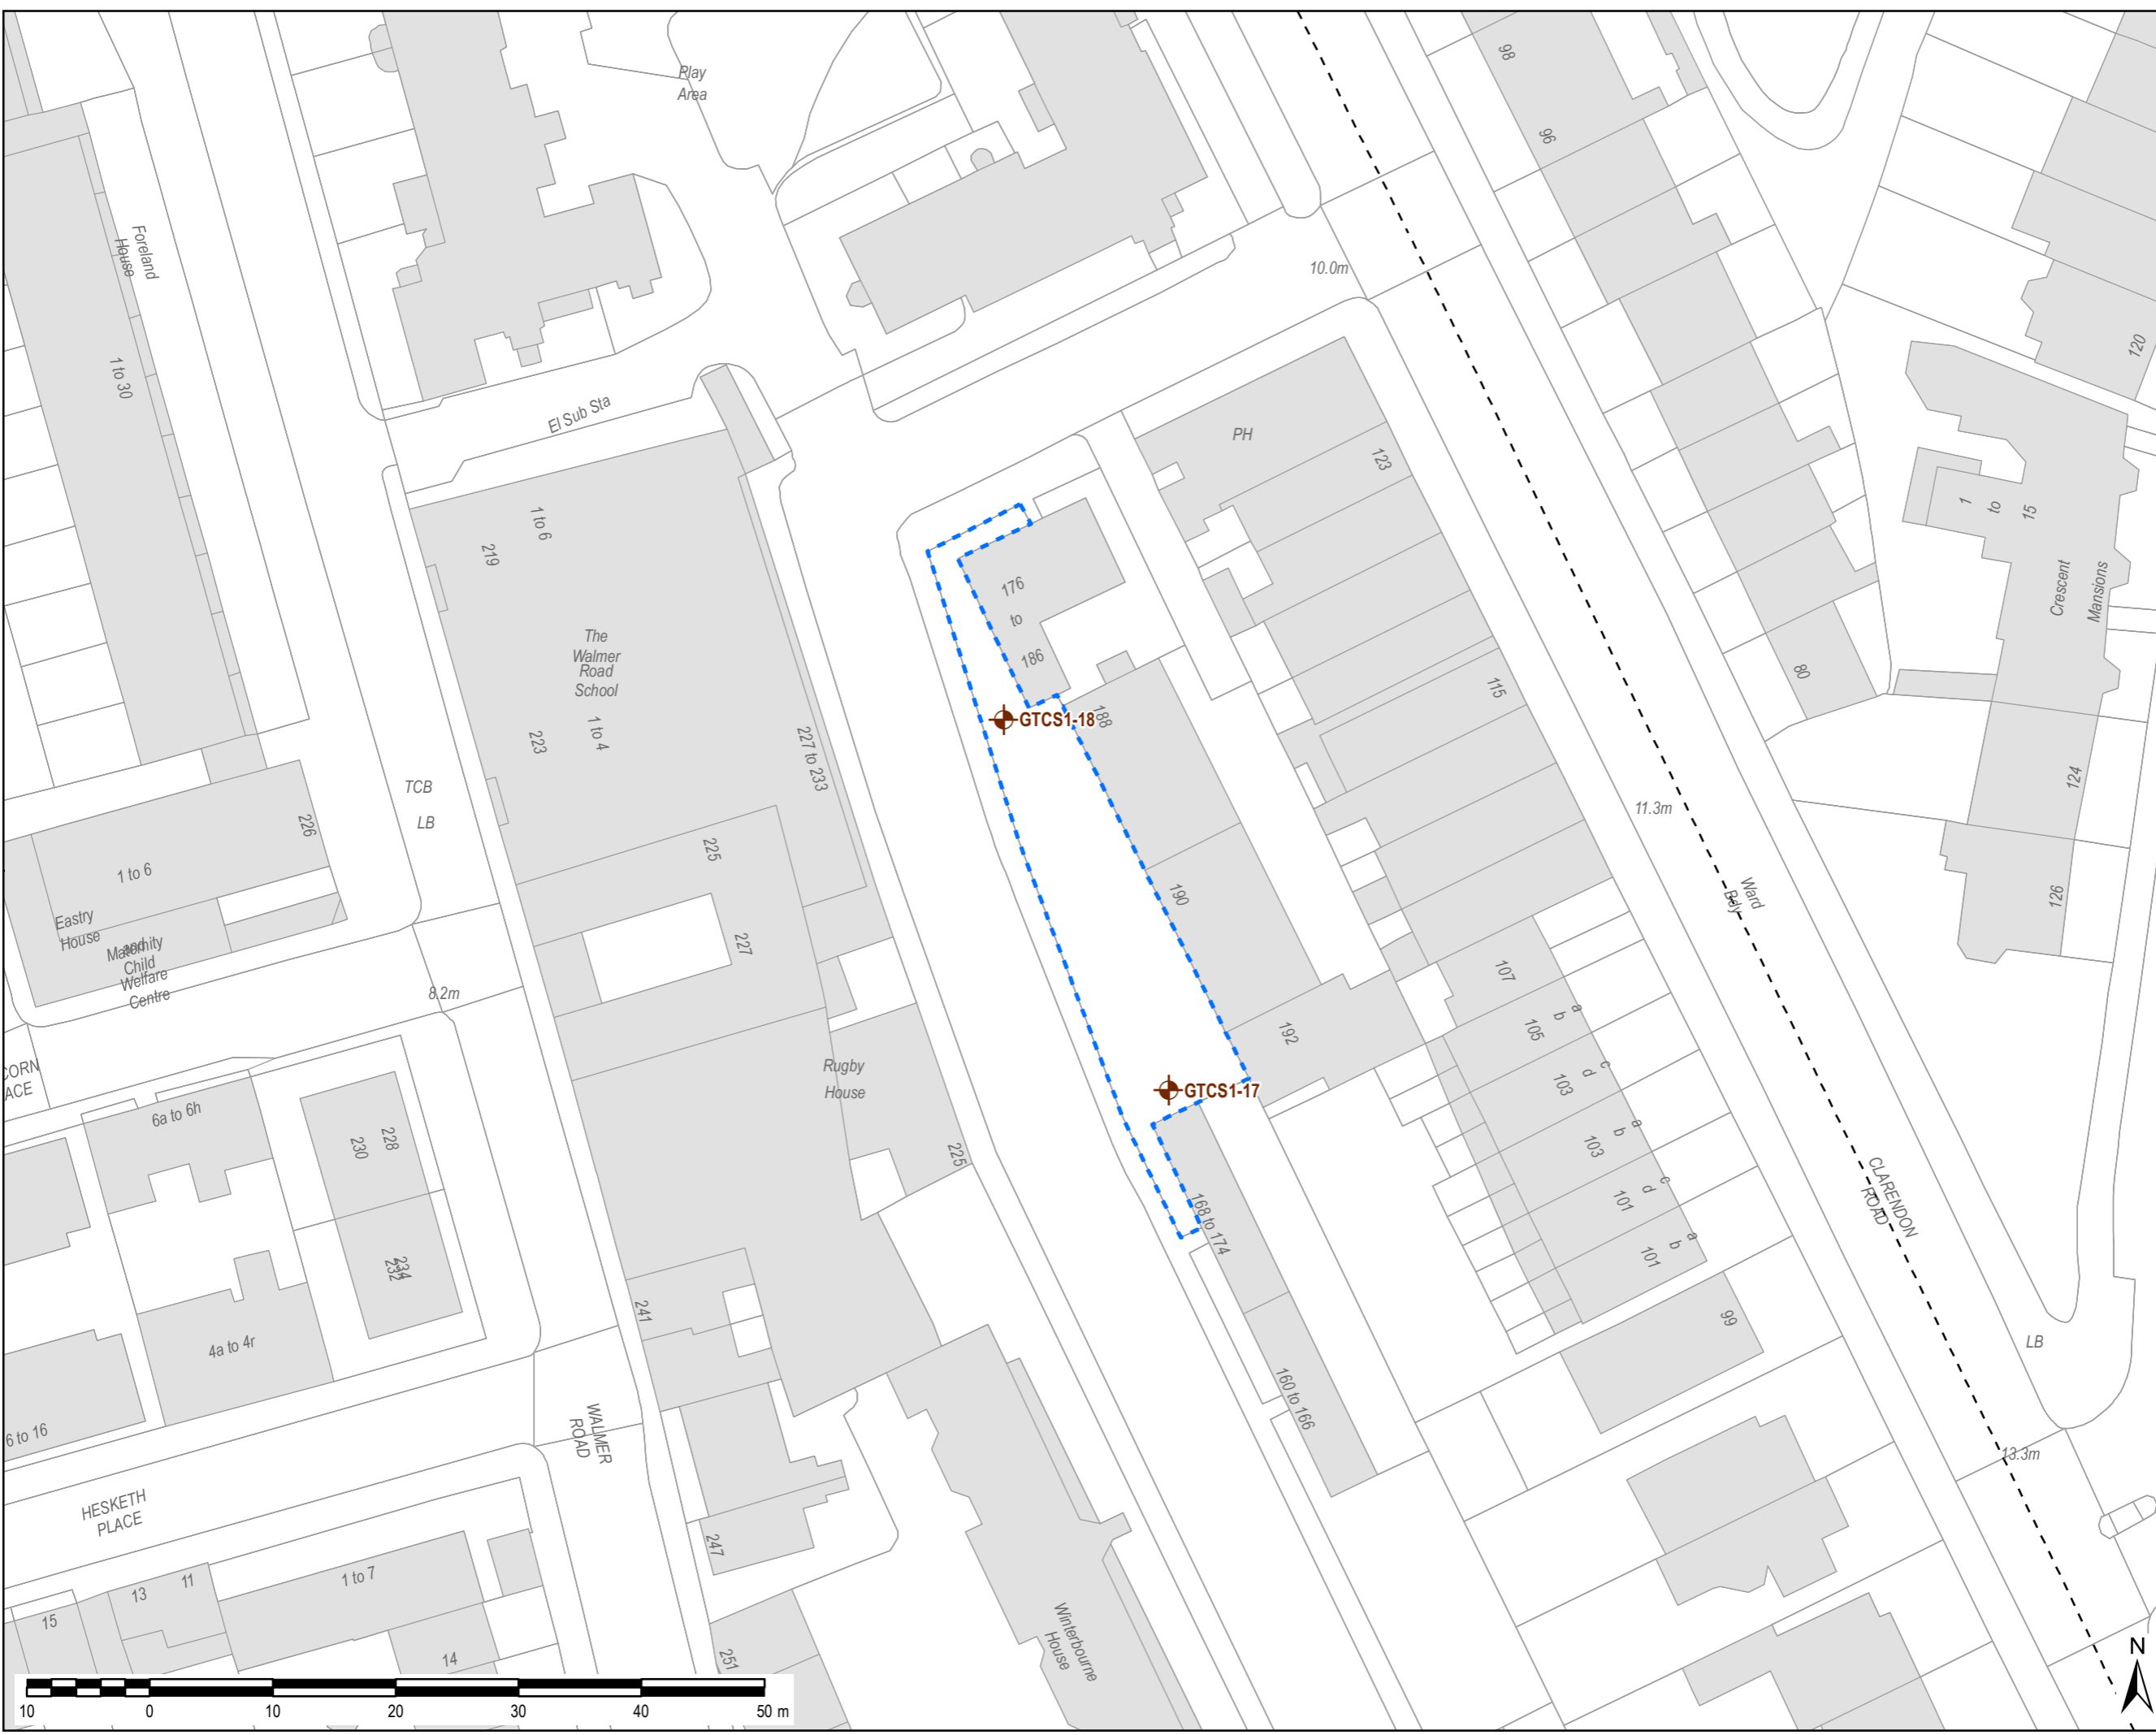 Play
Area
98
96
Foreland
House
10.0m
120
1 to 30
El Sub Sta
PH
123
1
to
15
1 to 6
219
176
to
186
Crescent
Mansions
The
Walmer
Road
School
80
115
GTCS1-18
188
1 to 4
223
227 to 233
124
TCB
LB
11.3m
226
225
1 to 6
190
Ward
Bdy
126
Eastry
House
and
Maternity
Child
Welfare
Centre
227
8.2m
107
a
b
105
192
CORN
ACE
Rugby
House
c
d
103
GTCS1-17
6a to 6h
228
230
a
b
103
225
CLARENDON
ROAD
c
d
101
168 to 174
a
b
101
234
232
241
99
4a to 4r
LB
160 to 166
6 to 16
WALMER
ROAD
13.3m
HESKETH
PLACE
247
1 to 7
11
13
15
Winterbourne
House
14
251
N
10 0 10 20 30 40 50 m